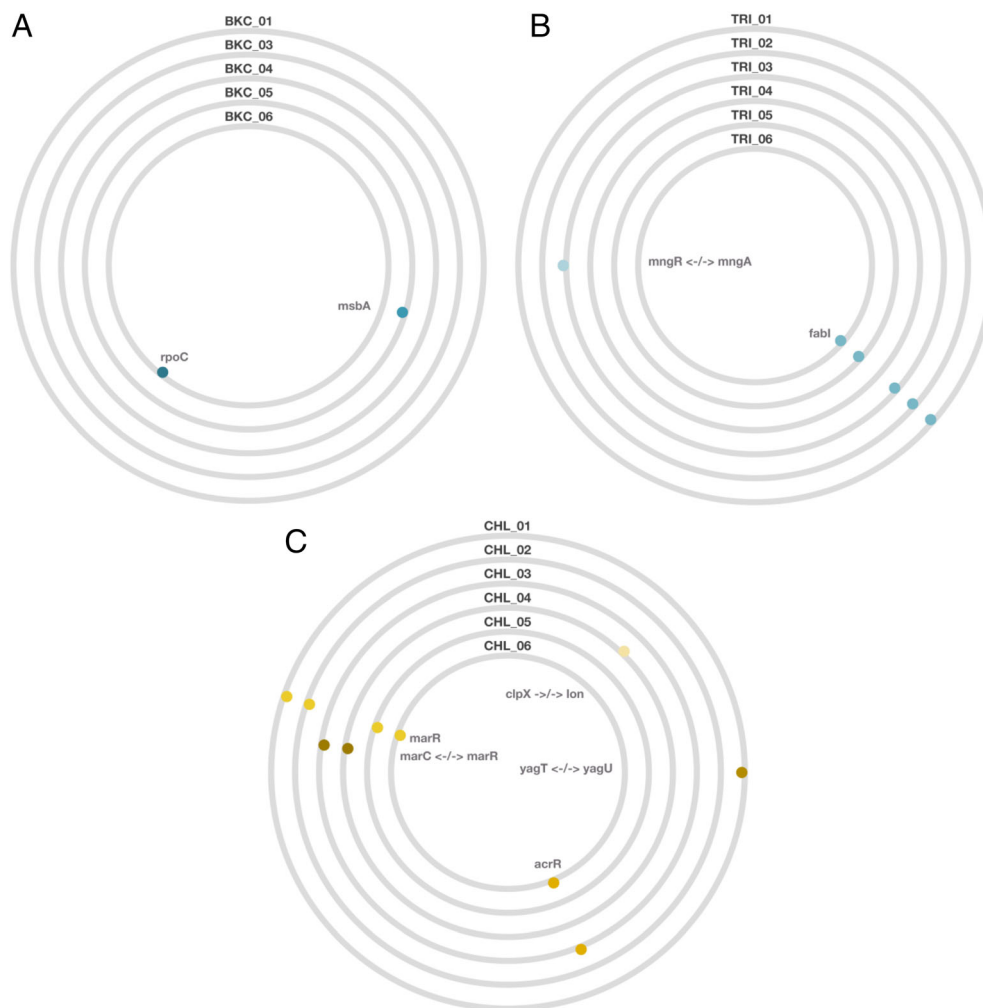 A
BKC_01
BKC_03
BKC_04
BKC_05
BKC_06
msbA
rpoC
B
TRI_01
TRI_02
TRI_03
TRI_04
TRI_05
TRI_06
mngR <-/-> mngA
fabI
C
CHL_01
CHL_02
CHL_03
CHL_04
CHL_05
CHL_06
clpX ->/-> lon
marR
marC <-/-> marR
yagT <-/-> yagU
acrR